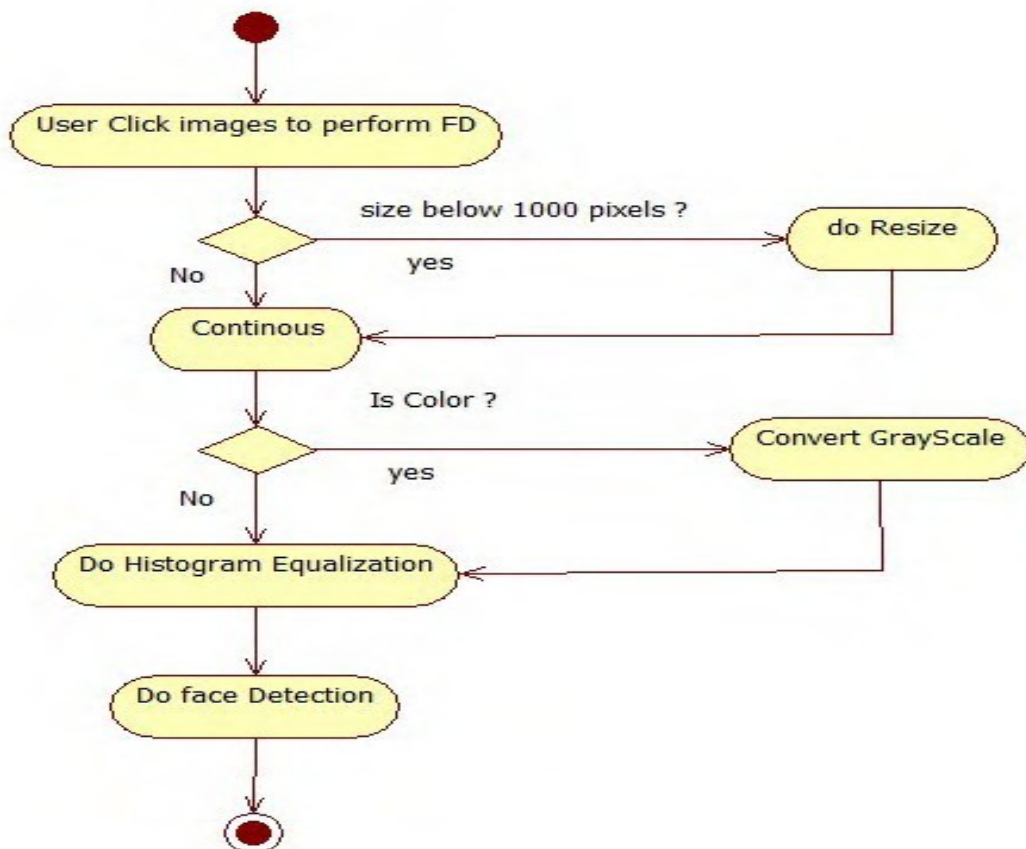 User Click images to perform FD
size below 1000 pixels ?
do Resize
yes
No
Continous
Is Color ?
Convert GrayScale
yes
No
Do Histogram Equalization
Do face Detection